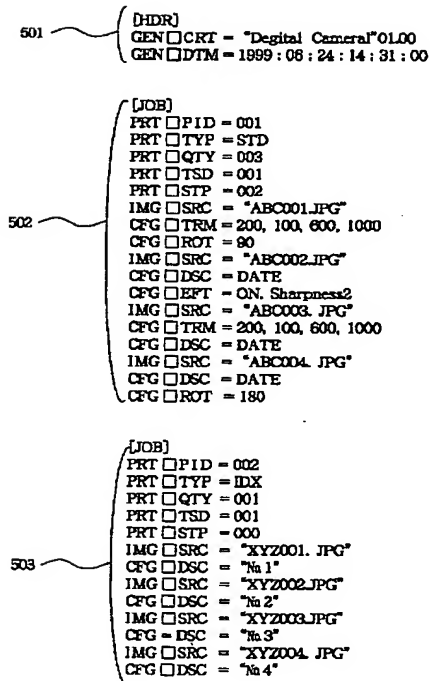 501
[HDR]
GEN□CRT = "Degital Camera1"01.00
GEN□DTM = 1999:06:24:14:31:00
502
[JOB]
PRT□PID = 001
PRT□TYP = STD
PRT□QTY = 003
PRT□TSD = 001
PRT□STP = 002
IMG□SRC = "ABC001.JPG"
CFG□TRM = 200, 100, 600, 1000
CFG□ROT = 90
IMG□SRC = "ABC002.JPG"
CFG□DSC = DATE
CFG□EFT = ON. Sharpness2
IMG□SRC = "ABC003. JPG"
CFG□TRM = 200, 100, 600, 1000
CFG□DSC = DATE
IMG□SRC = "ABC004. JPG"
CFG□DSC = DATE
CFG□ROT = 180
503
[JOB]
PRT□PID = 002
PRT□TYP = IDX
PRT□QTY = 001
PRT□TSD = 001
PRT□STP = 000
IMG□SRC = "XYZ001. JPG"
CFG□DSC = "№1"
IMG□SRC = "XYZ002.JPG"
CFG□DSC = "№2"
IMG□SRC = "XYZ003.JPG"
CFG = DSC = "№3"
IMG□SRC = "XYZ004. JPG"
CFG□DSC = "№4"